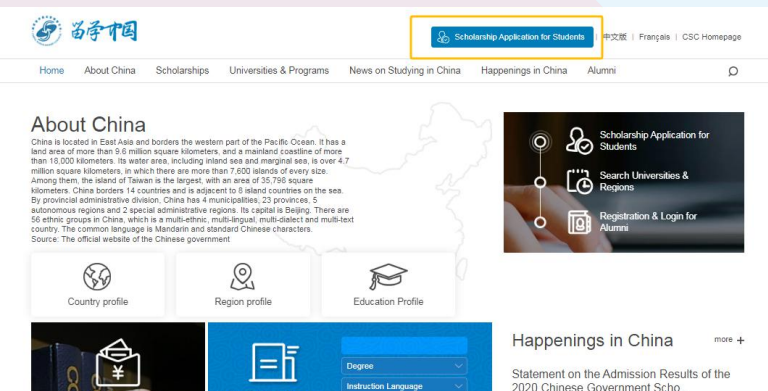 留学中国
Scholarship Application for Students
中文版 | Français | CSC Homepage
Home About China Scholarships Universities & Programs News on Studying in China Happenings in China Alumni
About China
China is located in East Asia and borders the western part of the Pacific Ocean. It has a
land area of more than 9.6 million square kilometers, and a mainland coastline of more
than 18,000 kilometers. Its water area, including inland sea and marginal sea, is over 4.7
million square kilometers, in which there are more than 7,600 islands of every size.
Among them, the island of Taiwan is the largest, with an area of 35,798 square
kilometers. China borders 14 countries and is adjacent to 8 island countries on the sea.
By provincial administrative division, China has 4 municipalities, 23 provinces, 5
autonomous regions and 2 special administrative regions. Its capital is Beijing. There are
56 ethnic groups in China, which is a multi-ethnic, multi-lingual, multi-dialect and multi-text
country. The common language is Mandarin and standard Chinese characters.
Source: The official website of the Chinese government
Scholarship Application for
Students
Search Universities &
Regions
Registration & Login for
Alumni
Country profile
Region profile
Education Profile
¥
Degree
Instruction Language
Happenings in China
more +
Statement on the Admission Results of the
2020 Chinese Government Scho